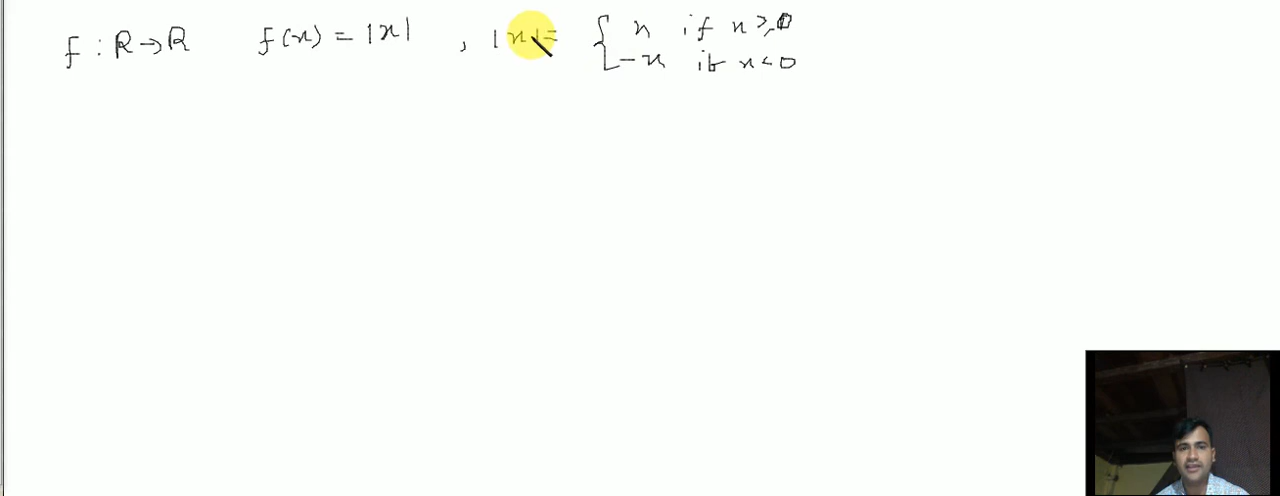 f : R → R f(x) = |x| , |x| = { x if x ≥ 0
-x if x < 0